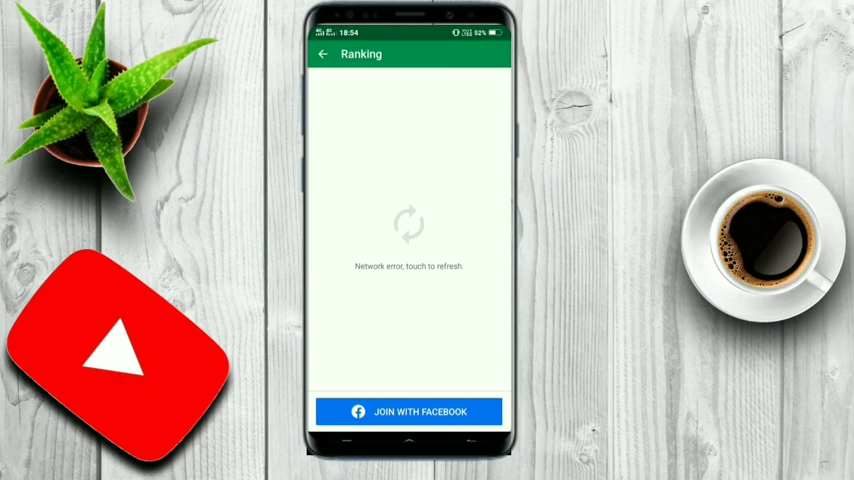 18:54
52%
Ranking
Network error, touch to refresh.
JOIN WITH FACEBOOK